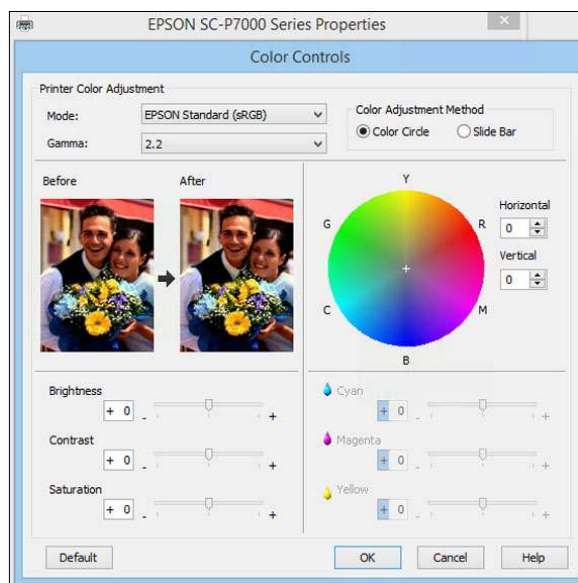 EPSON SC-P7000 Series Properties
Color Controls
Printer Color Adjustment
Mode: EPSON Standard (sRGB)
Gamma: 2.2
Color Adjustment Method
Color Circle Slide Bar
Before After
Y
G R
C M
B
Horizontal
0
Vertical
0
Brightness
+ 0 - +
Contrast
+ 0 - +
Saturation
+ 0 - +
Cyan
+ 0 - +
Magenta
+ 0 - +
Yellow
+ 0 - +
Default OK Cancel Help